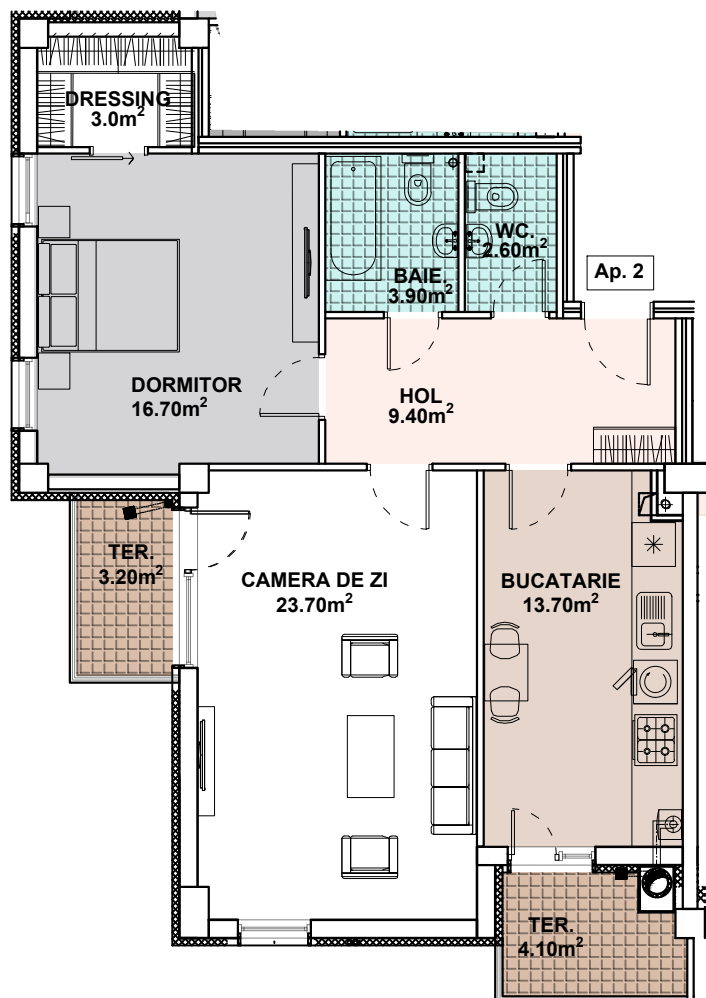 DRESSING
3.0m²
WC.
2.60m²
BAIE.
3.90m²
Ap. 2
DORMITOR
16.70m²
HOL
9.40m²
TER.
3.20m²
CAMERA DE ZI
23.70m²
BUCATARIE
13.70m²
TER.
4.10m²